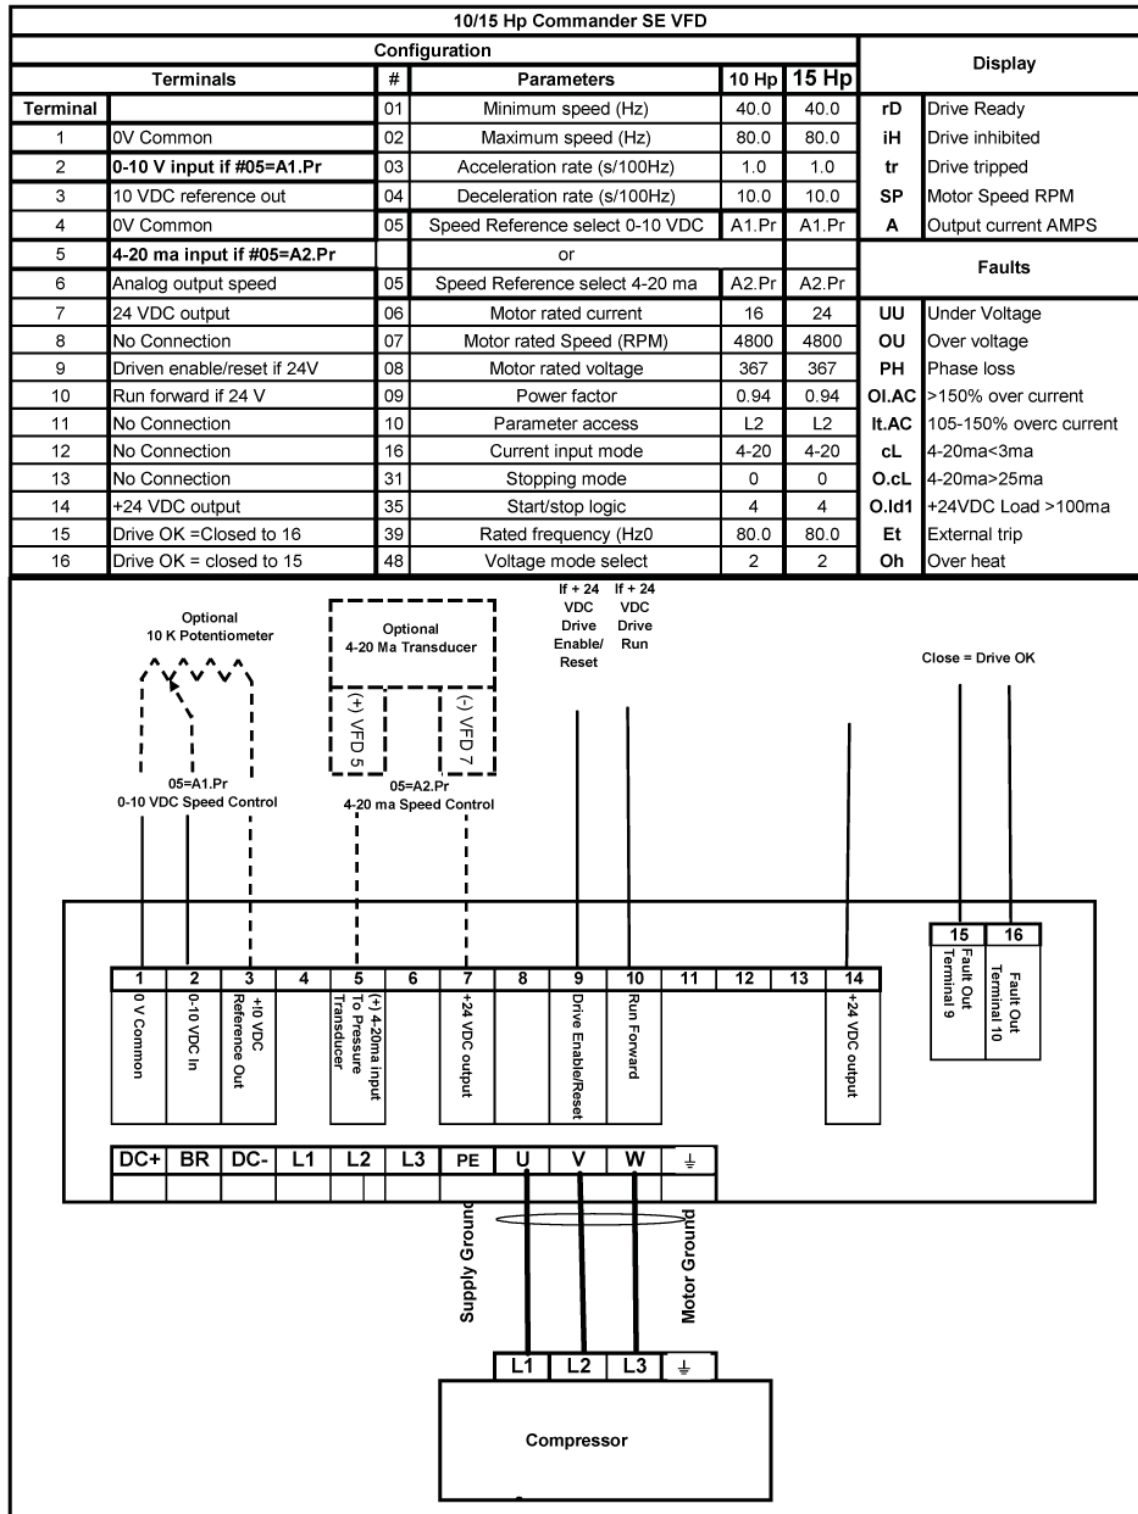 10/15 Hp Commander SE VFD
Configuration
Display
Terminals # Parameters 10 Hp 15 Hp
Terminal 01 Minimum speed (Hz) 40.0 40.0 rD Drive Ready
1 0V Common 02 Maximum speed (Hz) 80.0 80.0 iH Drive inhibited
2 0-10 V input if #05=A1.Pr 03 Acceleration rate (s/100Hz) 1.0 1.0 tr Drive tripped
3 10 VDC reference out 04 Deceleration rate (s/100Hz) 10.0 10.0 SP Motor Speed RPM
4 0V Common 05 Speed Reference select 0-10 VDC A1.Pr A1.Pr A Output current AMPS
5 4-20 ma input if #05=A2.Pr or
Faults
6 Analog output speed 05 Speed Reference select 4-20 ma A2.Pr A2.Pr
7 24 VDC output 06 Motor rated current 16 24 UU Under Voltage
8 No Connection 07 Motor rated Speed (RPM) 4800 4800 OU Over voltage
9 Driven enable/reset if 24V 08 Motor rated voltage 367 367 PH Phase loss
10 Run forward if 24 V 09 Power factor 0.94 0.94 OI.AC >150% over current
11 No Connection 10 Parameter access L2 L2 It.AC 105-150% overc current
12 No Connection 16 Current input mode 4-20 4-20 cL 4-20ma<3ma
13 No Connection 31 Stopping mode 0 0 O.cL 4-20ma>25ma
14 +24 VDC output 35 Start/stop logic 4 4 O.ld1 +24VDC Load >100ma
15 Drive OK =Closed to 16 39 Rated frequency (Hz0 80.0 80.0 Et External trip
16 Drive OK = closed to 15 48 Voltage mode select 2 2 Oh Over heat
Optional
10 K Potentiometer
Optional
4-20 Ma Transducer
If + 24
VDC
Drive
Enable/
Reset
If + 24
VDC
Drive
Run
Close = Drive OK
(+) VFD 5
(-) VFD 7
05=A1.Pr
0-10 VDC Speed Control
05=A2.Pr
4-20 ma Speed Control
15 16
Fault Out
Terminal 9
Fault Out
Terminal 10
1 2 3 4 5 6 7 8 9 10 11 12 13 14
0 V Common
0-10 VDC In
+!0 VDC
Reference Out
(+) 4-20ma input
To Pressure
Transducer
+24 VDC output
Drive Enable/Reset
Run Forward
+24 VDC output
DC+ BR DC- L1 L2 L3 PE U V W
Supply Ground
Motor Ground
L1 L2 L3
Compressor